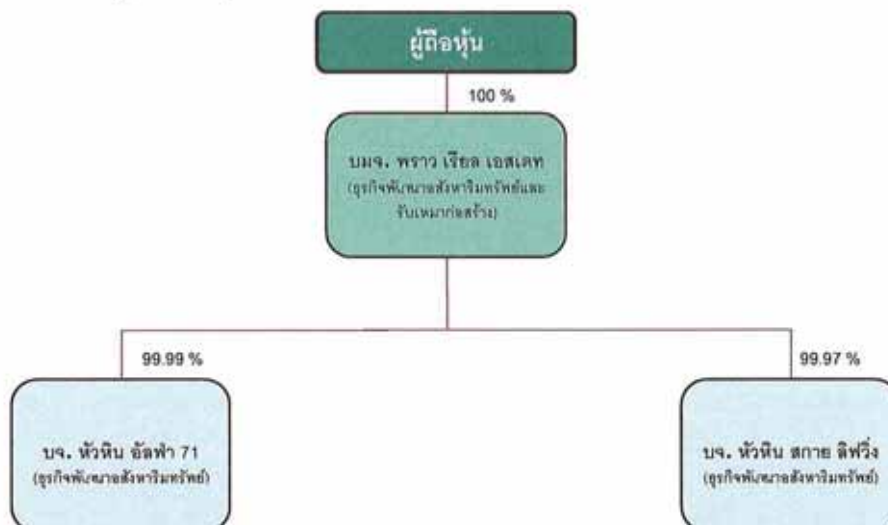 ผู้ถือหุ้น
100 %
บมจ. พราว เรียล เอสเตท
(ธุรกิจพัฒนาอสังหาริมทรัพย์และ
รับเหมาก่อสร้าง)
99.99 %
99.97 %
บจ. หัวหิน อัลฟ่า 71
(ธุรกิจพัฒนาอสังหาริมทรัพย์)
บจ. หัวหิน สกาย ลิฟวิ่ง
(ธุรกิจพัฒนาอสังหาริมทรัพย์)